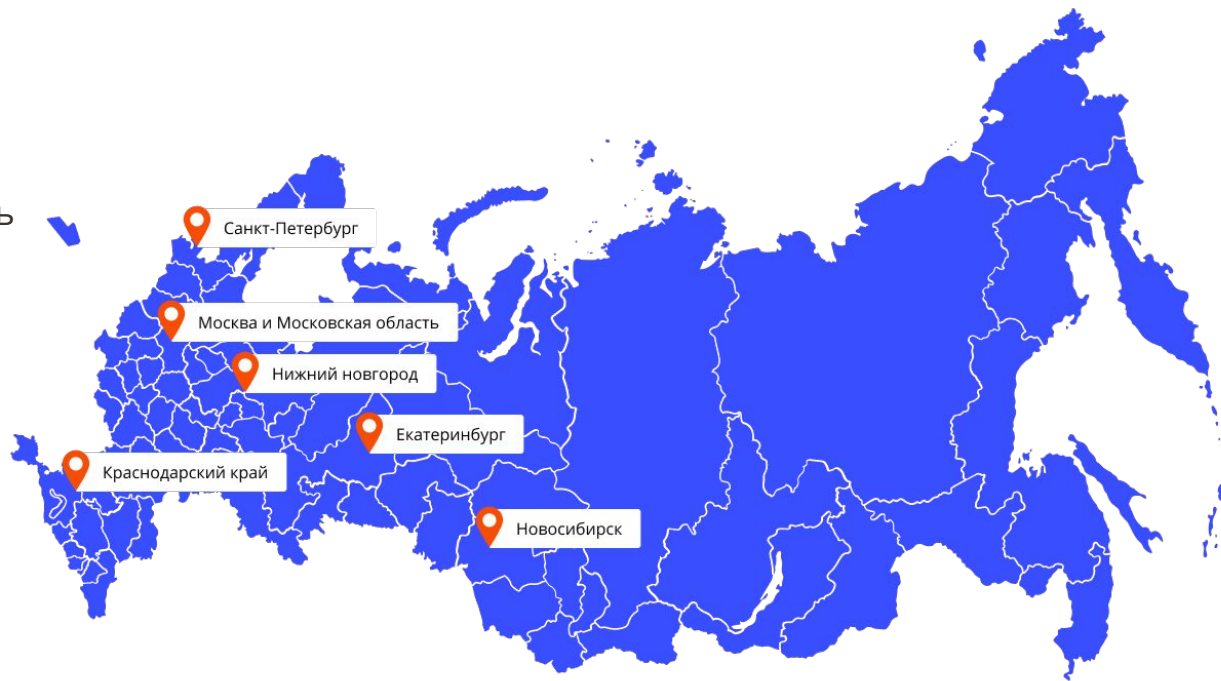 ь
Санкт-Петербург
Москва и Московская область
Нижний новгород
Екатеринбург
Краснодарский край
Новосибирск